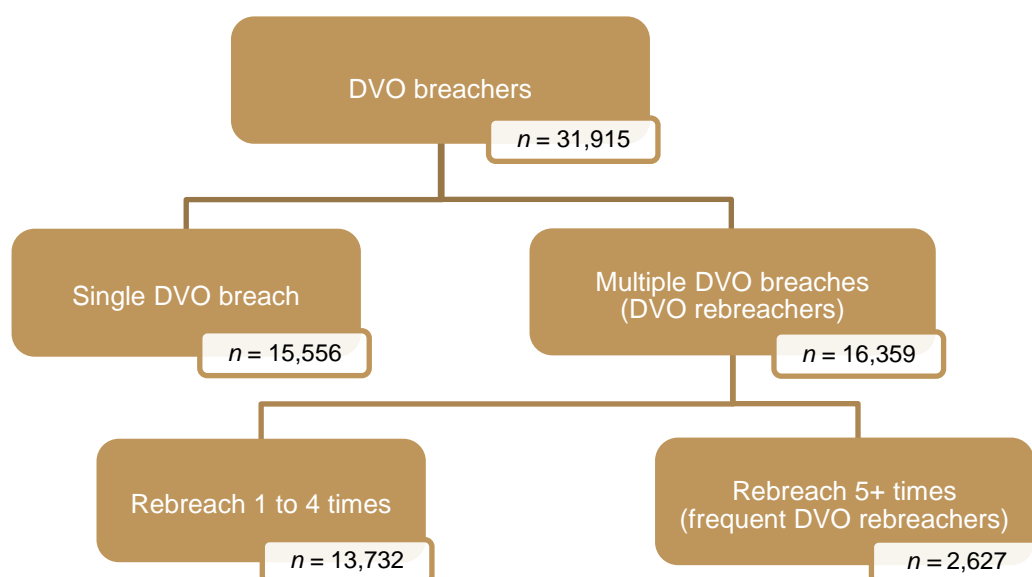 DVO breachers
n = 31,915
Single DVO breach
n = 15,556
Multiple DVO breaches
(DVO rebreachers)
n = 16,359
Rebreach 1 to 4 times
n = 13,732
Rebreach 5+ times
(frequent DVO rebreachers)
n = 2,627